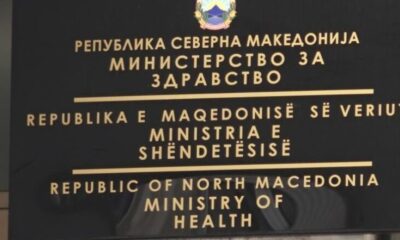 РЕПУБЛИКА СЕВЕРНА МАКЕДОНИЈА
МИНИСТЕРСТВО ЗА
ЗДРАВСТВО
REPUBLIKA E MAQEDONISË SË VERIUT
MINISTRIA E
SHËNDETËSISË
REPUBLIC OF NORTH MACEDONIA
MINISTRY OF
HEALTH